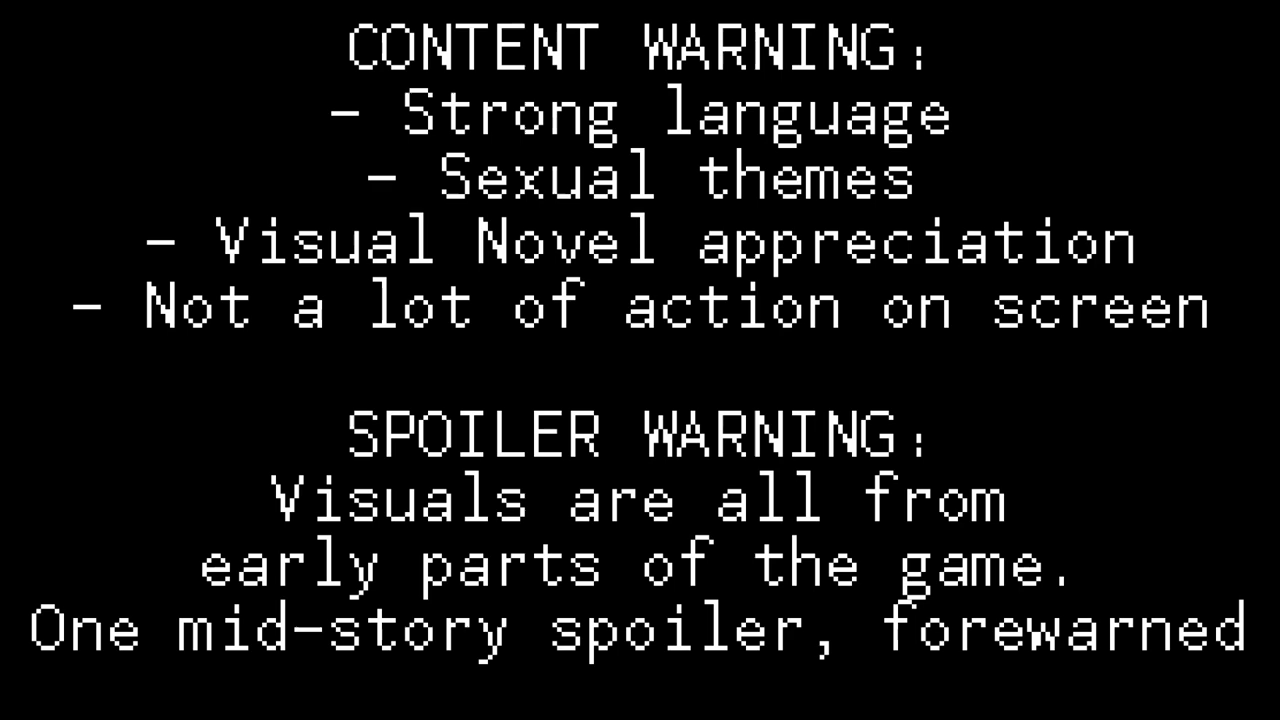 CONTENT WARNING:
- Strong language
- Sexual themes
- Visual Novel appreciation
- Not a lot of action on screen
SPOILER WARNING:
Visuals are all from
early parts of the game.
One mid-story spoiler, forewarned